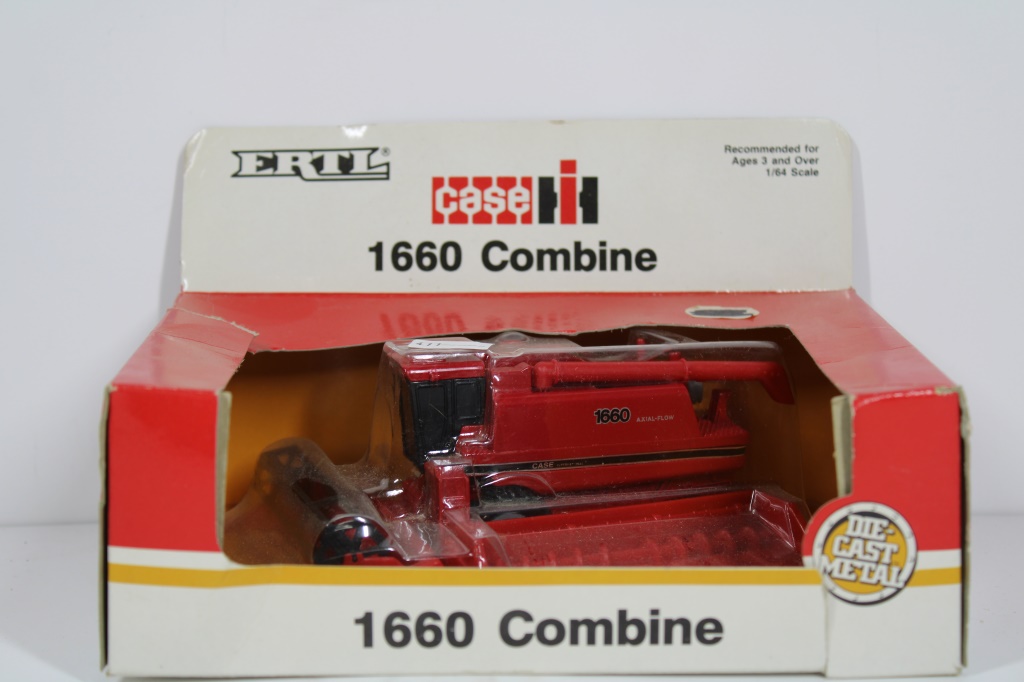 ERTL®
Recommended for
Ages 3 and Over
1/64 Scale
case IH
1660 Combine
1660
AXIAL-FLOW
CASE
DIE-
CAST
METAL
1660 Combine